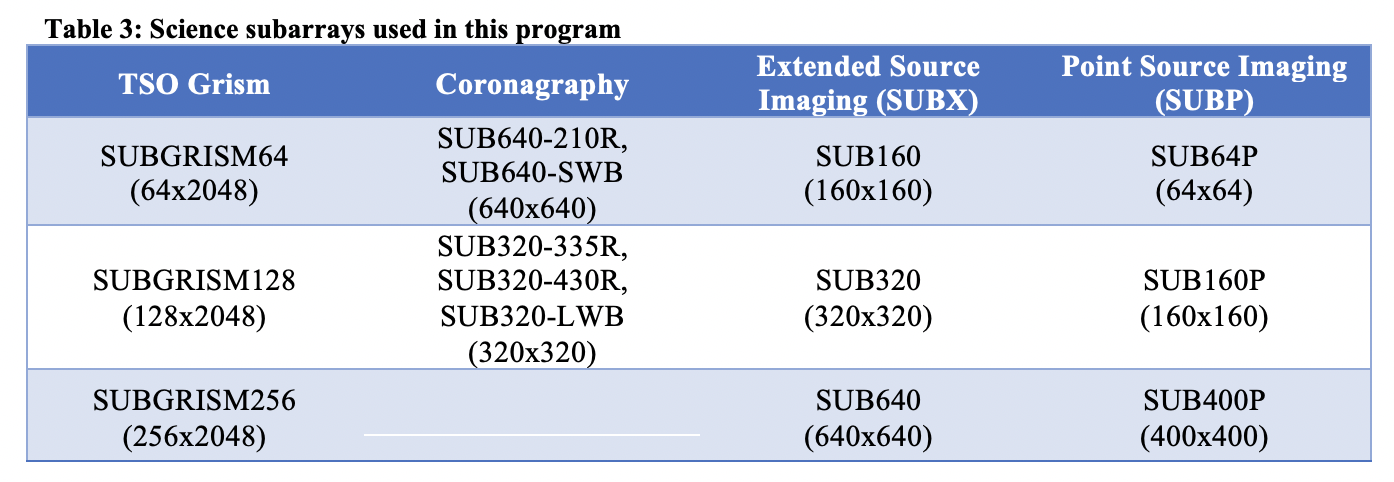 Table 3: Science subarrays used in this program
TSO Grism
Coronagraphy
Extended Source
Imaging (SUBX)
Point Source Imaging
(SUBP)
SUBGRISM64
(64x2048)
SUB640-210R,
SUB640-SWB
(640x640)
SUB160
(160x160)
SUB64P
(64x64)
SUBGRISM128
(128x2048)
SUB320-335R,
SUB320-430R,
SUB320-LWB
(320x320)
SUB320
(320x320)
SUB160P
(160x160)
SUBGRISM256
(256x2048)
SUB640
(640x640)
SUB400P
(400x400)